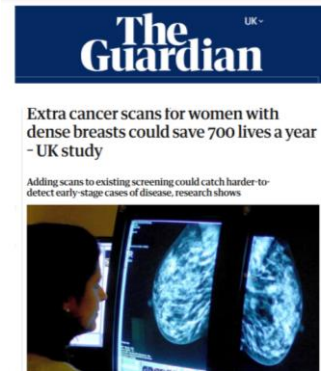 The
Guardian
UK
Extra cancer scans for women with
dense breasts could save 700 lives a year
– UK study
Adding scans to existing screening could catch harder-to-
detect early-stage cases of disease, research shows